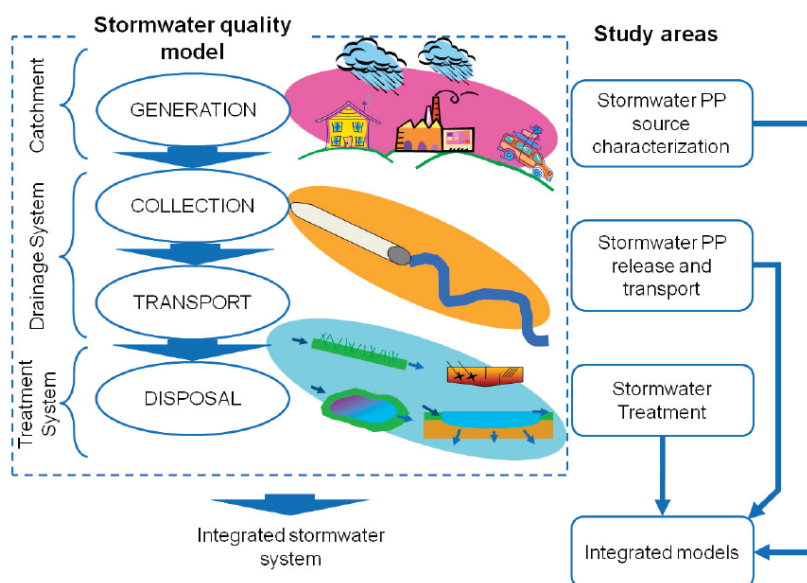 Stormwater quality
model
Study areas
Catchment
GENERATION
Stormwater PP
source
characterization
Drainage System
COLLECTION
Stormwater PP
release and
transport
TRANSPORT
Treatment
System
DISPOSAL
Stormwater
Treatment
Integrated stormwater
system
Integrated models